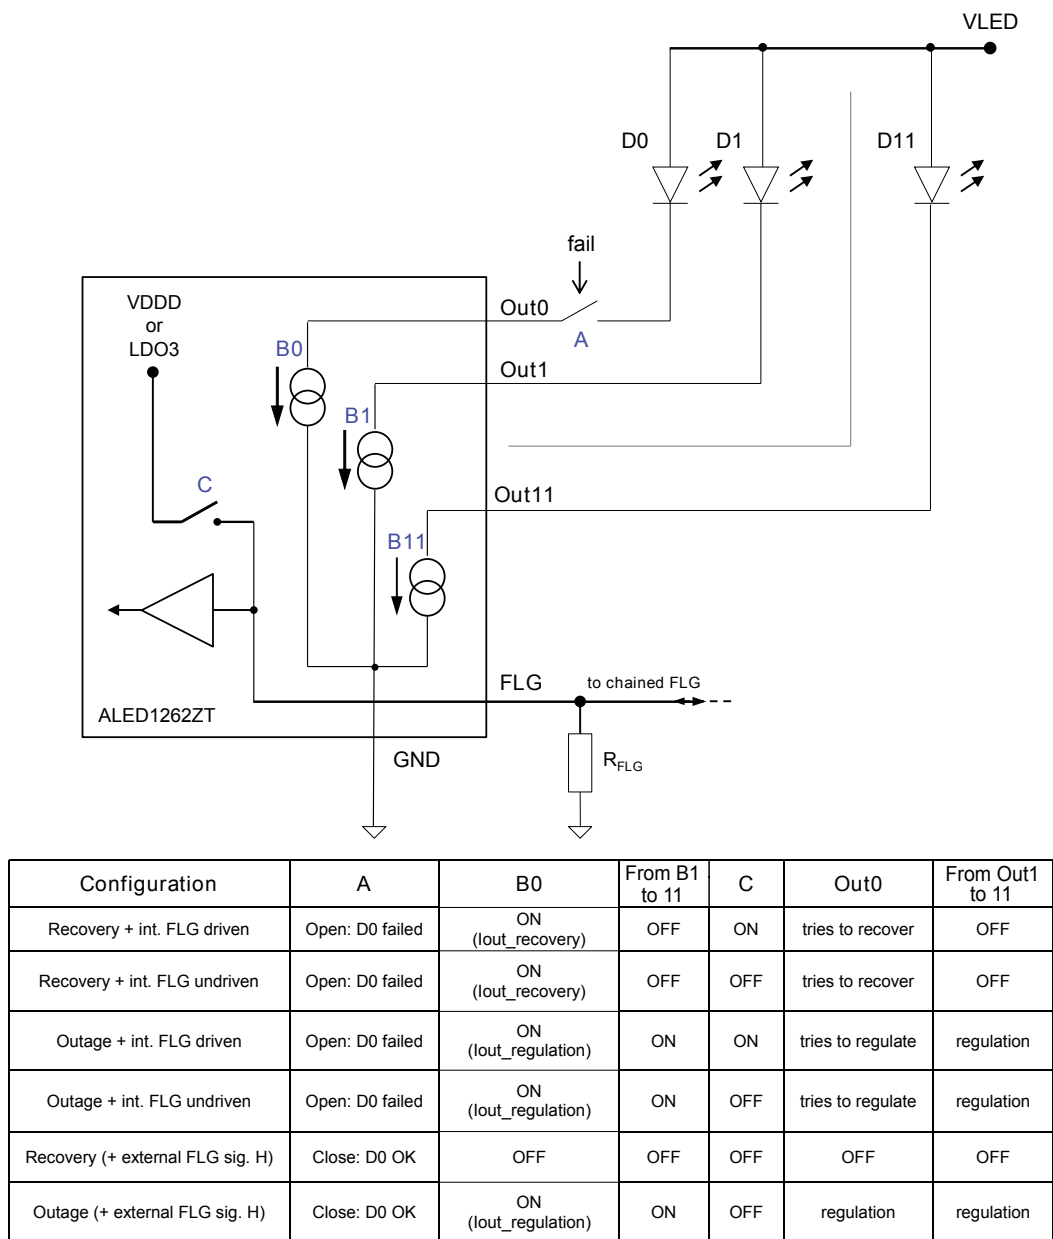 VLED
D0
D1
D11
fail
VDDD
or
LDO3
Out0
A
B0
Out1
B1
C
Out11
B11
FLG
to chained FLG
ALED1262ZT
GND
RFLG
Configuration A B0 From B1 to 11 C Out0 From Out1 to 11
Recovery + int. FLG driven Open: D0 failed ON (Iout_recovery) OFF ON tries to recover OFF
Recovery + int. FLG undriven Open: D0 failed ON (Iout_recovery) OFF OFF tries to recover OFF
Outage + int. FLG driven Open: D0 failed ON (Iout_regulation) ON ON tries to regulate regulation
Outage + int. FLG undriven Open: D0 failed ON (Iout_regulation) ON OFF tries to regulate regulation
Recovery (+ external FLG sig. H) Close: D0 OK OFF OFF OFF OFF OFF
Outage (+ external FLG sig. H) Close: D0 OK ON (Iout_regulation) ON OFF regulation regulation